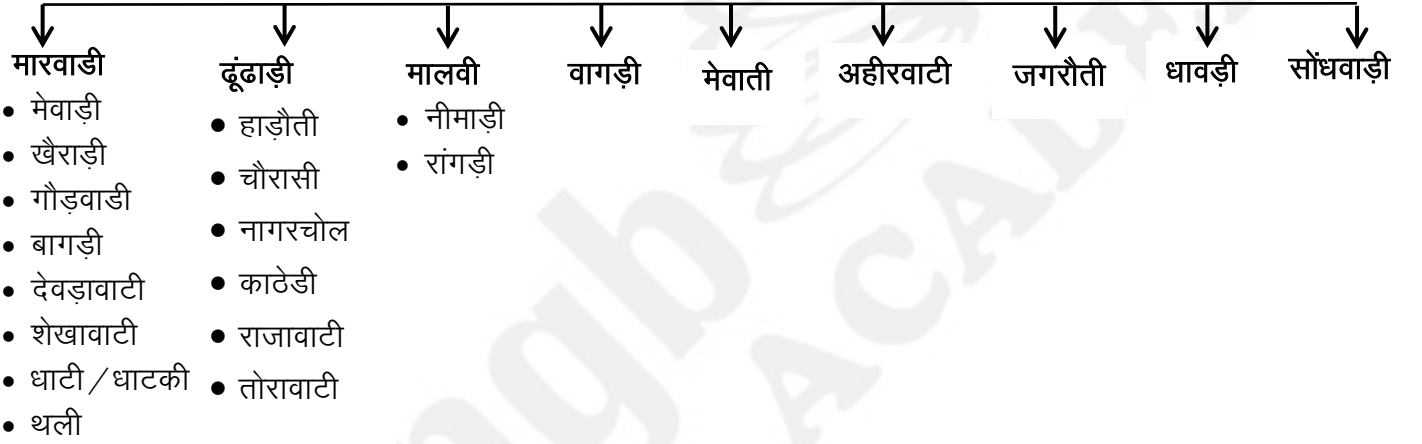 मारवाडी
• मेवाड़ी
• खैराड़ी
• गौड़वाडी
• बागड़ी
• देवड़ावाटी
• शेखावाटी
• धाटी/धाटकी
• थली
ढूंढाड़ी
• हाड़ौती
• चौरासी
• नागरचोल
• काठेडी
• राजावाटी
• तोरावाटी
मालवी
• नीमाड़ी
• रांगड़ी
वागड़ी
मेवाती
अहीरवाटी
जगरौती
धावड़ी
सोंधवाड़ी